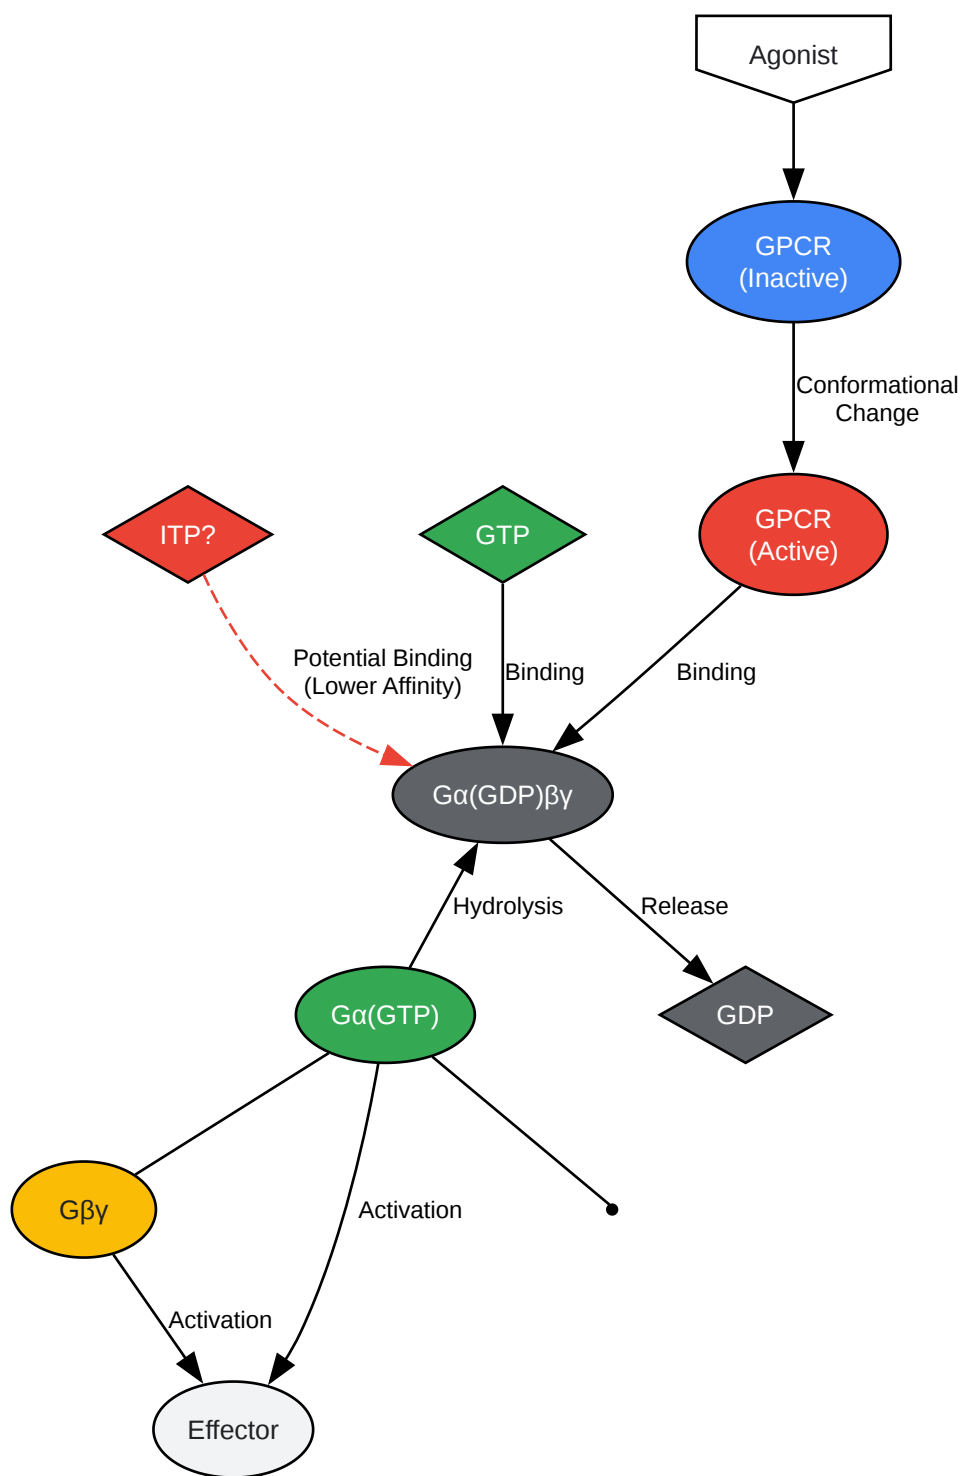 Agonist
GPCR
(Inactive)
Conformational
Change
ITP?
GTP
GPCR
(Active)
Potential Binding
(Lower Affinity)
Binding
Binding
Gα(GDP)βγ
Hydrolysis
Release
Gα(GTP)
GDP
Gβγ
Activation
Activation
Effector